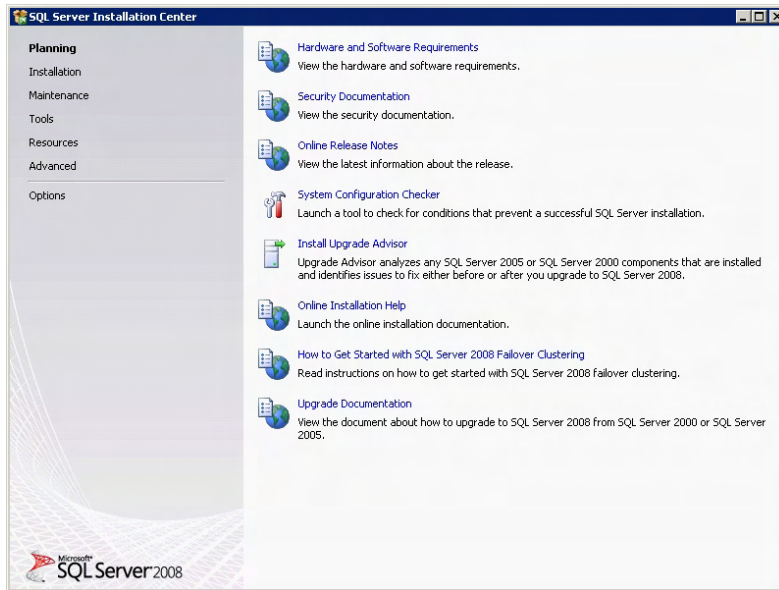 SQL Server Installation Center
Planning
Installation
Maintenance
Tools
Resources
Advanced
Options
Hardware and Software Requirements
View the hardware and software requirements.
Security Documentation
View the security documentation.
Online Release Notes
View the latest information about the release.
System Configuration Checker
Launch a tool to check for conditions that prevent a successful SQL Server installation.
Install Upgrade Advisor
Upgrade Advisor analyzes any SQL Server 2005 or SQL Server 2000 components that are installed
and identifies issues to fix either before or after you upgrade to SQL Server 2008.
Online Installation Help
Launch the online installation documentation.
How to Get Started with SQL Server 2008 Failover Clustering
Read instructions on how to get started with SQL Server 2008 failover clustering.
Upgrade Documentation
View the document about how to upgrade to SQL Server 2008 from SQL Server 2000 or SQL Server
2005.
Microsoft®
SQL Server®2008